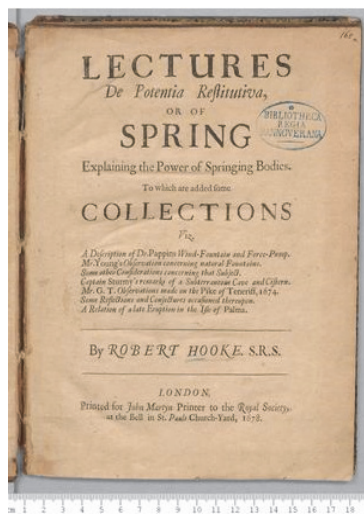 160.
LECTURES
De Potentia Restitutiva,
OR OF
SPRING
Explaining the Power of Springing Bodies.
To which are added some
COLLECTIONS
Viz.
A Description of Dr. Pappins Wind-Fountain and Force-Pump.
Mr. Young's Observation concerning natural Fountains.
Some other Considerations concerning that Subject.
Captain Sturmy's remarks of a Subterraneous Cave and Cistern.
Mr. G. T. Observations made on the Pike of Teneriff, 1674.
Some Reflections and Conjectures occasioned thereupon.
A Relation of a late Eruption in the Isle of Palma.
By ROBERT HOOKE. S.R.S.
LONDON,
Printed for John Martyn Printer to the Royal Society,
at the Bell in St. Pauls Church-Yard, 1678.
BIBLIOTHECA
REGIA
HANNOVERANA
cm 1 2 3 4 5 6 7 8 9 10 11 12 13 14 15 16 17 18